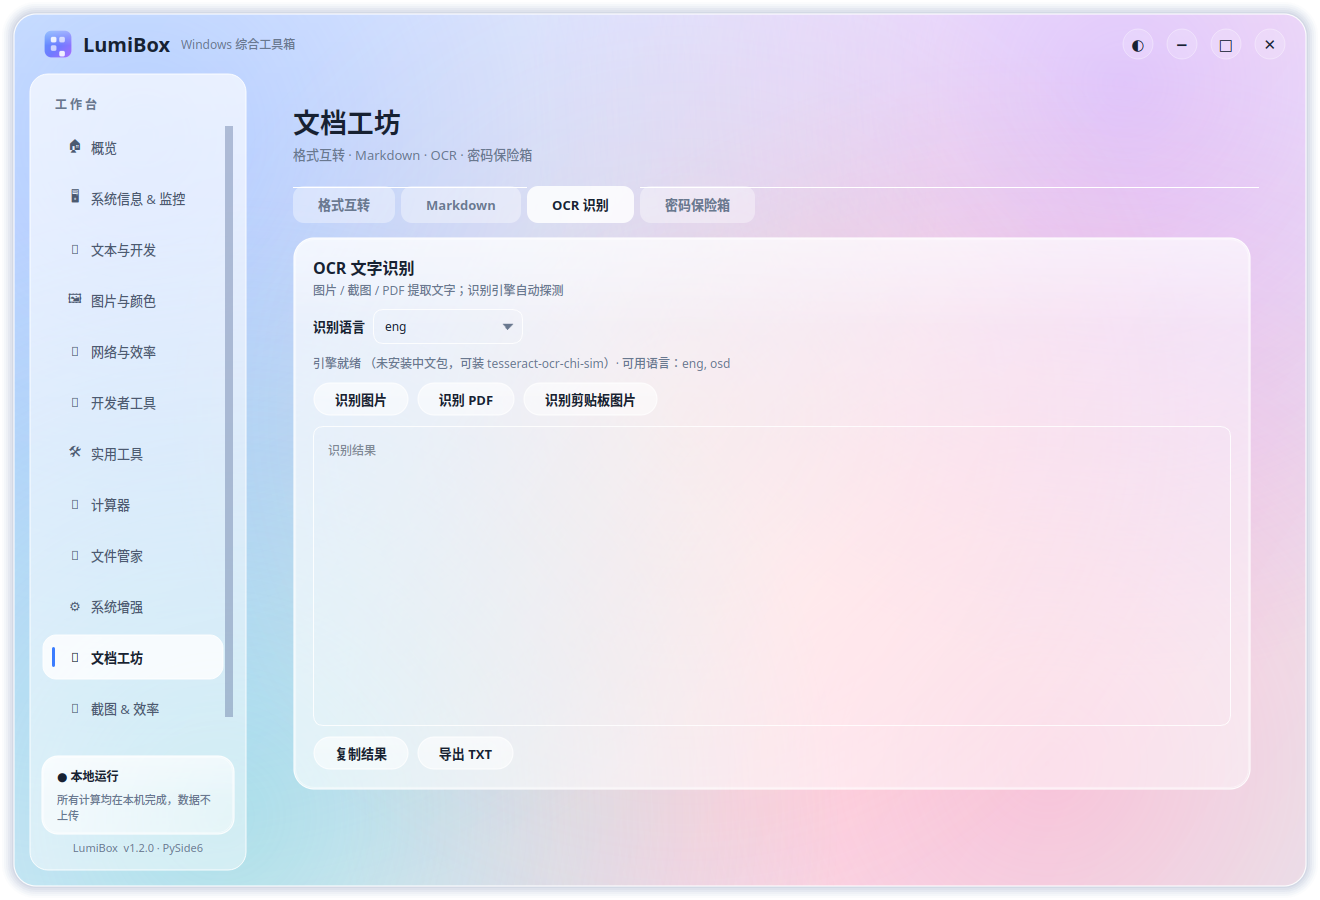 LumiBox Windows 综合工具箱
工作台
概览
系统信息 & 监控
文本与开发
图片与颜色
网络与效率
开发者工具
实用工具
计算器
文件管家
系统增强
文档工坊
截图 & 效率
● 本地运行
所有计算均在本机完成，数据不
上传
LumiBox v1.2.0 · PySide6
文档工坊
格式互转 · Markdown · OCR · 密码保险箱
格式互转 Markdown OCR 识别 密码保险箱
OCR 文字识别
图片 / 截图 / PDF 提取文字；识别引擎自动探测
识别语言 eng
引擎就绪 （未安装中文包，可装 tesseract-ocr-chi-sim）· 可用语言：eng, osd
识别图片 识别 PDF 识别剪贴板图片
识别结果
复制结果 导出 TXT